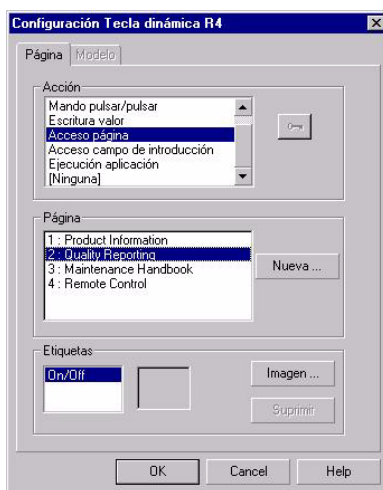 Configuración Tecla dinámica R4
Página Modelo
Acción
Mando pulsar/pulsar
Escritura valor
Acceso página
Acceso campo de introducción
Ejecución aplicación
[Ninguna]
Página
1 : Product Information
2 : Quality Reporting
3 : Maintenance Handbook
4 : Remote Control
Nueva ...
Etiquetas
On/Off
Imagen ...
Suprimir
OK Cancel Help